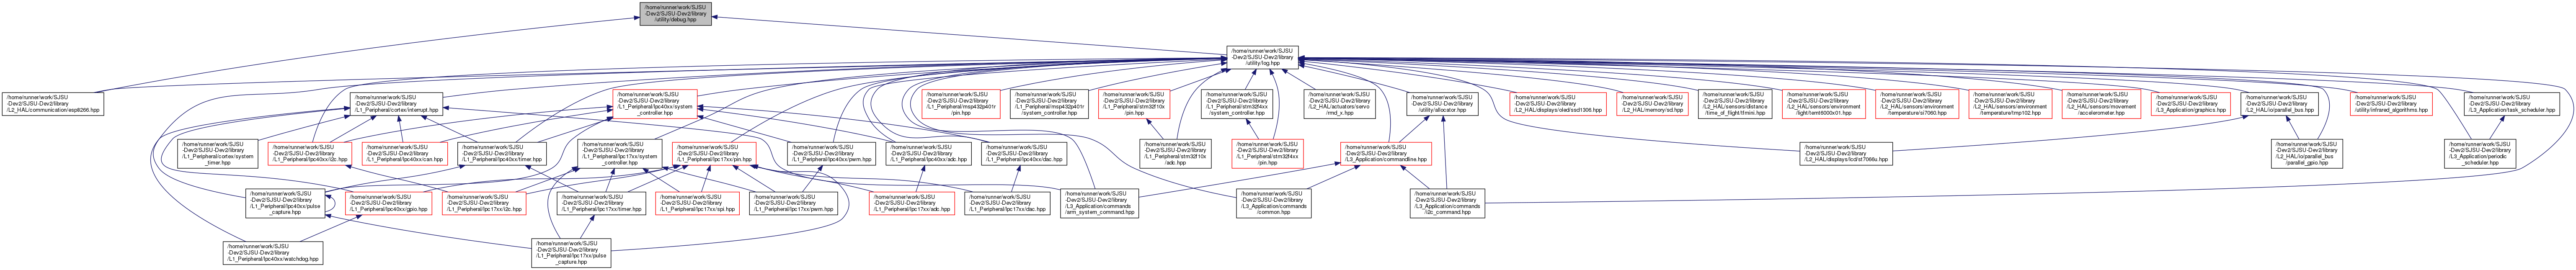 /home/runner/work/SJSU
-Dev2/SJSU-Dev2/library
/utility/debug.hpp
/home/runner/work/SJSU
-Dev2/SJSU-Dev2/library
/utility/log.hpp
/home/runner/work/SJSU
-Dev2/SJSU-Dev2/library
/L2_HAL/communication/esp8266.hpp
/home/runner/work/SJSU
-Dev2/SJSU-Dev2/library
/L1_Peripheral/cortex/interrupt.hpp
/home/runner/work/SJSU
-Dev2/SJSU-Dev2/library
/L1_Peripheral/lpc40xx/system
_controller.hpp
/home/runner/work/SJSU
-Dev2/SJSU-Dev2/library
/L1_Peripheral/msp432p401r
/pin.hpp
/home/runner/work/SJSU
-Dev2/SJSU-Dev2/library
/L1_Peripheral/msp432p401r
/system_controller.hpp
/home/runner/work/SJSU
-Dev2/SJSU-Dev2/library
/L1_Peripheral/stm32f10x
/pin.hpp
/home/runner/work/SJSU
-Dev2/SJSU-Dev2/library
/L1_Peripheral/stm32f4xx
/system_controller.hpp
/home/runner/work/SJSU
-Dev2/SJSU-Dev2/library
/L2_HAL/actuators/servo
/rmd_x.hpp
/home/runner/work/SJSU
-Dev2/SJSU-Dev2/library
/utility/allocator.hpp
/home/runner/work/SJSU
-Dev2/SJSU-Dev2/library
/L2_HAL/displays/oled/ssd1306.hpp
/home/runner/work/SJSU
-Dev2/SJSU-Dev2/library
/L2_HAL/memory/sd.hpp
/home/runner/work/SJSU
-Dev2/SJSU-Dev2/library
/L2_HAL/sensors/distance
/time_of_flight/tfmini.hpp
/home/runner/work/SJSU
-Dev2/SJSU-Dev2/library
/L2_HAL/sensors/environment
/light/temt6000x01.hpp
/home/runner/work/SJSU
-Dev2/SJSU-Dev2/library
/L2_HAL/sensors/environment
/temperature/si7060.hpp
/home/runner/work/SJSU
-Dev2/SJSU-Dev2/library
/L2_HAL/sensors/environment
/temperature/tmp102.hpp
/home/runner/work/SJSU
-Dev2/SJSU-Dev2/library
/L2_HAL/sensors/movement
/accelerometer.hpp
/home/runner/work/SJSU
-Dev2/SJSU-Dev2/library
/L3_Application/graphics.hpp
/home/runner/work/SJSU
-Dev2/SJSU-Dev2/library
/L2_HAL/io/parallel_bus.hpp
/home/runner/work/SJSU
-Dev2/SJSU-Dev2/library
/utility/infrared_algorithms.hpp
/home/runner/work/SJSU
-Dev2/SJSU-Dev2/library
/L3_Application/task_scheduler.hpp
/home/runner/work/SJSU
-Dev2/SJSU-Dev2/library
/L1_Peripheral/cortex/system
_timer.hpp
/home/runner/work/SJSU
-Dev2/SJSU-Dev2/library
/L1_Peripheral/lpc40xx/i2c.hpp
/home/runner/work/SJSU
-Dev2/SJSU-Dev2/library
/L1_Peripheral/lpc40xx/can.hpp
/home/runner/work/SJSU
-Dev2/SJSU-Dev2/library
/L1_Peripheral/lpc40xx/timer.hpp
/home/runner/work/SJSU
-Dev2/SJSU-Dev2/library
/L1_Peripheral/lpc17xx/system
_controller.hpp
/home/runner/work/SJSU
-Dev2/SJSU-Dev2/library
/L1_Peripheral/lpc17xx/pin.hpp
/home/runner/work/SJSU
-Dev2/SJSU-Dev2/library
/L1_Peripheral/lpc40xx/pwm.hpp
/home/runner/work/SJSU
-Dev2/SJSU-Dev2/library
/L1_Peripheral/lpc40xx/adc.hpp
/home/runner/work/SJSU
-Dev2/SJSU-Dev2/library
/L1_Peripheral/lpc40xx/dac.hpp
/home/runner/work/SJSU
-Dev2/SJSU-Dev2/library
/L1_Peripheral/stm32f10x
/adc.hpp
/home/runner/work/SJSU
-Dev2/SJSU-Dev2/library
/L1_Peripheral/stm32f4xx
/pin.hpp
/home/runner/work/SJSU
-Dev2/SJSU-Dev2/library
/L3_Application/commandline.hpp
/home/runner/work/SJSU
-Dev2/SJSU-Dev2/library
/L2_HAL/displays/lcd/st7066u.hpp
/home/runner/work/SJSU
-Dev2/SJSU-Dev2/library
/L2_HAL/io/parallel_bus
/parallel_gpio.hpp
/home/runner/work/SJSU
-Dev2/SJSU-Dev2/library
/L3_Application/periodic
_scheduler.hpp
/home/runner/work/SJSU
-Dev2/SJSU-Dev2/library
/L1_Peripheral/lpc40xx/pulse
_capture.hpp
/home/runner/work/SJSU
-Dev2/SJSU-Dev2/library
/L1_Peripheral/lpc40xx/gpio.hpp
/home/runner/work/SJSU
-Dev2/SJSU-Dev2/library
/L1_Peripheral/lpc17xx/i2c.hpp
/home/runner/work/SJSU
-Dev2/SJSU-Dev2/library
/L1_Peripheral/lpc17xx/timer.hpp
/home/runner/work/SJSU
-Dev2/SJSU-Dev2/library
/L1_Peripheral/lpc17xx/spi.hpp
/home/runner/work/SJSU
-Dev2/SJSU-Dev2/library
/L1_Peripheral/lpc17xx/pwm.hpp
/home/runner/work/SJSU
-Dev2/SJSU-Dev2/library
/L1_Peripheral/lpc17xx/adc.hpp
/home/runner/work/SJSU
-Dev2/SJSU-Dev2/library
/L1_Peripheral/lpc17xx/dac.hpp
/home/runner/work/SJSU
-Dev2/SJSU-Dev2/library
/L3_Application/commands
/arm_system_command.hpp
/home/runner/work/SJSU
-Dev2/SJSU-Dev2/library
/L3_Application/commands
/common.hpp
/home/runner/work/SJSU
-Dev2/SJSU-Dev2/library
/L3_Application/commands
/i2c_command.hpp
/home/runner/work/SJSU
-Dev2/SJSU-Dev2/library
/L1_Peripheral/lpc40xx/watchdog.hpp
/home/runner/work/SJSU
-Dev2/SJSU-Dev2/library
/L1_Peripheral/lpc17xx/pulse
_capture.hpp